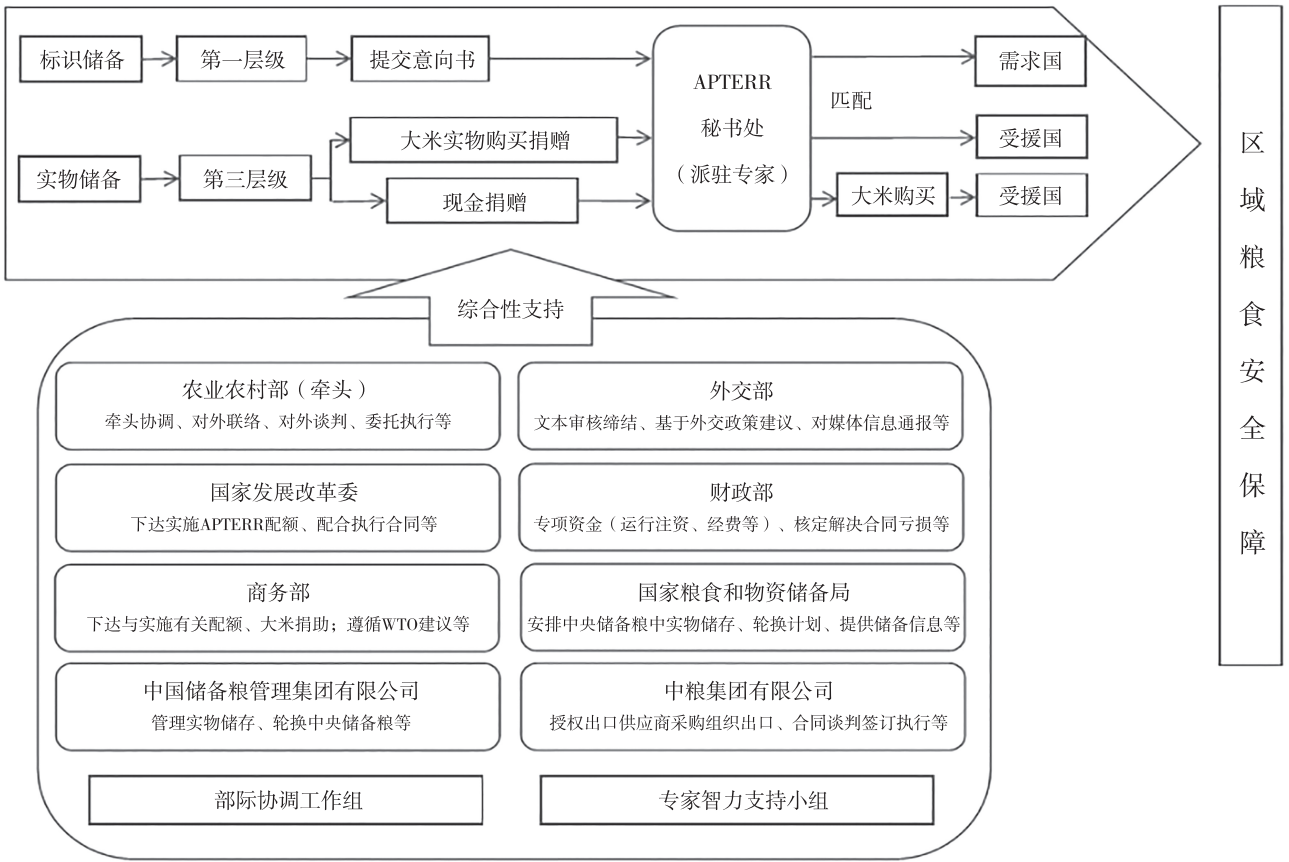 标识储备
第一层级
提交意向书
实物储备
第三层级
大米实物购买捐赠
现金捐赠
APTERR
秘书处
（派驻专家）
匹配
需求国
受援国
大米购买
受援国
区域粮食安全保障
综合性支持
农业农村部（牵头）
牵头协调、对外联络、对外谈判、委托执行等
外交部
文本审核缔结、基于外交政策建议、对媒体信息通报等
国家发展改革委
下达实施APTERR配额、配合执行合同等
财政部
专项资金（运行注资、经费等）、核定解决合同亏损等
商务部
下达与实施有关配额、大米捐助；遵循WTO建议等
国家粮食和物资储备局
安排中央储备粮中实物储存、轮换计划、提供储备信息等
中国储备粮管理集团有限公司
管理实物储存、轮换中央储备粮等
中粮集团有限公司
授权出口供应商采购组织出口、合同谈判签订执行等
部际协调工作组
专家智力支持小组